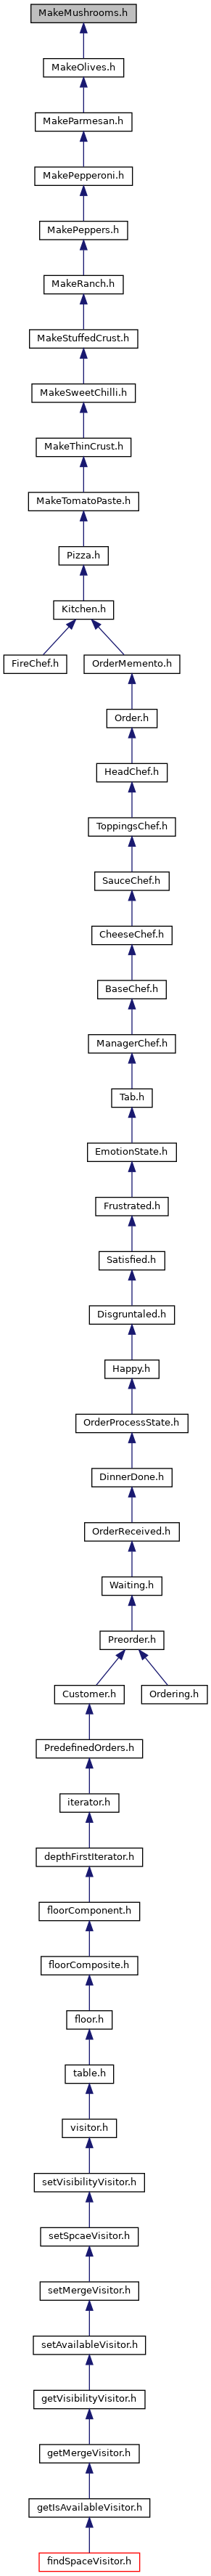 MakeMushrooms.h
MakeOlives.h
MakeParmesan.h
MakePepperoni.h
MakePeppers.h
MakeRanch.h
MakeStuffedCrust.h
MakeSweetChilli.h
MakeThinCrust.h
MakeTomatoPaste.h
Pizza.h
Kitchen.h
FireChef.h
OrderMemento.h
Order.h
HeadChef.h
ToppingsChef.h
SauceChef.h
CheeseChef.h
BaseChef.h
ManagerChef.h
Tab.h
EmotionState.h
Frustrated.h
Satisfied.h
Disgruntaled.h
Happy.h
OrderProcessState.h
DinnerDone.h
OrderReceived.h
Waiting.h
Preorder.h
Customer.h
Ordering.h
PredefinedOrders.h
iterator.h
depthFirstIterator.h
floorComponent.h
floorComposite.h
floor.h
table.h
visitor.h
setVisibilityVisitor.h
setSpcaeVisitor.h
setMergeVisitor.h
setAvailableVisitor.h
getVisibilityVisitor.h
getMergeVisitor.h
getIsAvailableVisitor.h
findSpaceVisitor.h